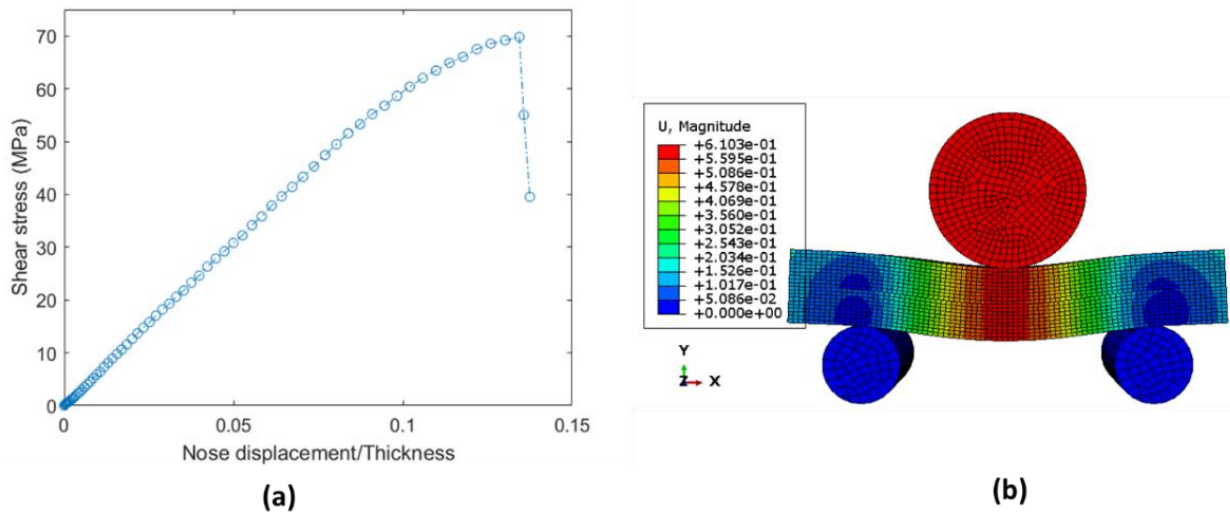 70
60
50
40
30
20
10
0
Shear stress (MPa)
0
0.05
0.1
0.15
Nose displacement/Thickness
(a)
U, Magnitude
+6.103e-01
+5.595e-01
+5.086e-01
+4.578e-01
+4.069e-01
+3.560e-01
+3.052e-01
+2.543e-01
+2.034e-01
+1.526e-01
+1.017e-01
+5.086e-02
+0.000e+00
Y
Z
X
(b)